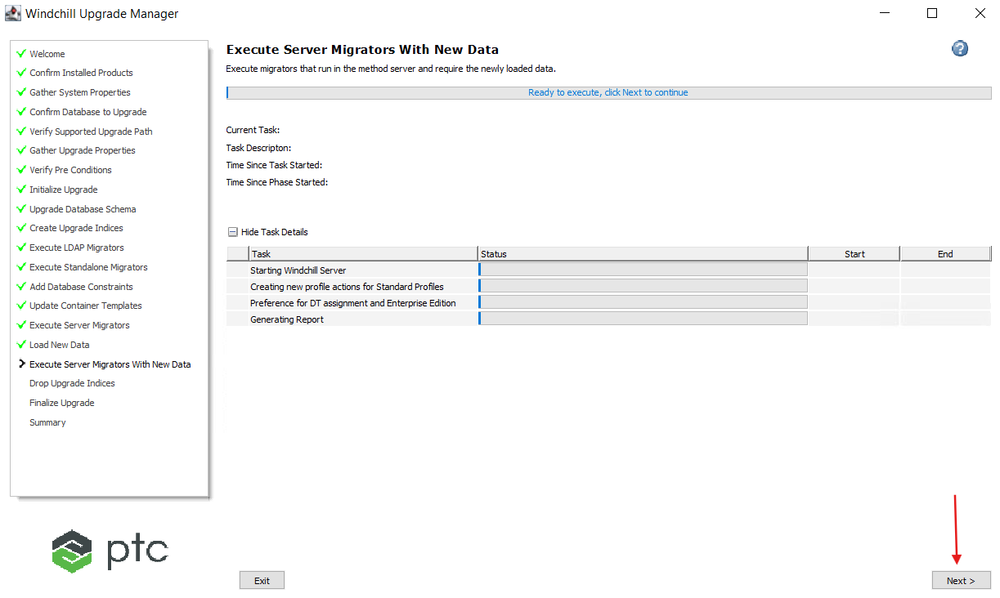 Windchill Upgrade Manager
Welcome
Confirm Installed Products
Gather System Properties
Confirm Database to Upgrade
Verify Supported Upgrade Path
Gather Upgrade Properties
Verify Pre Conditions
Initialize Upgrade
Upgrade Database Schema
Create Upgrade Indices
Execute LDAP Migrators
Execute Standalone Migrators
Add Database Constraints
Update Container Templates
Execute Server Migrators
Load New Data
Execute Server Migrators With New Data
Drop Upgrade Indices
Finalize Upgrade
Summary
ptc
Execute Server Migrators With New Data
?
Execute migrators that run in the method server and require the newly loaded data.
Ready to execute, click Next to continue
Current Task:
Task Descripton:
Time Since Task Started:
Time Since Phase Started:
Hide Task Details
Task Status Start End
Starting Windchill Server
Creating new profile actions for Standard Profiles
Preference for DT assignment and Enterprise Edition
Generating Report
Exit Next >